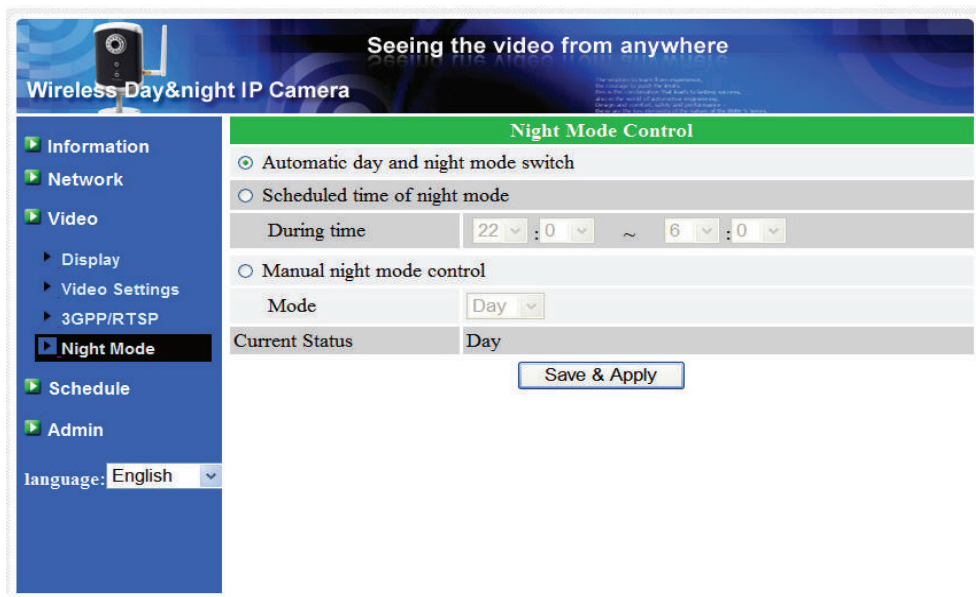 Seeing the video from anywhere
Wireless Day&night IP Camera
Information
Network
Video
Display
Video Settings
3GPP/RTSP
Night Mode
Schedule
Admin
language: English
Night Mode Control
Automatic day and night mode switch
Scheduled time of night mode
During time 22 : 0 ~ 6 : 0
Manual night mode control
Mode Day
Current Status Day
Save & Apply